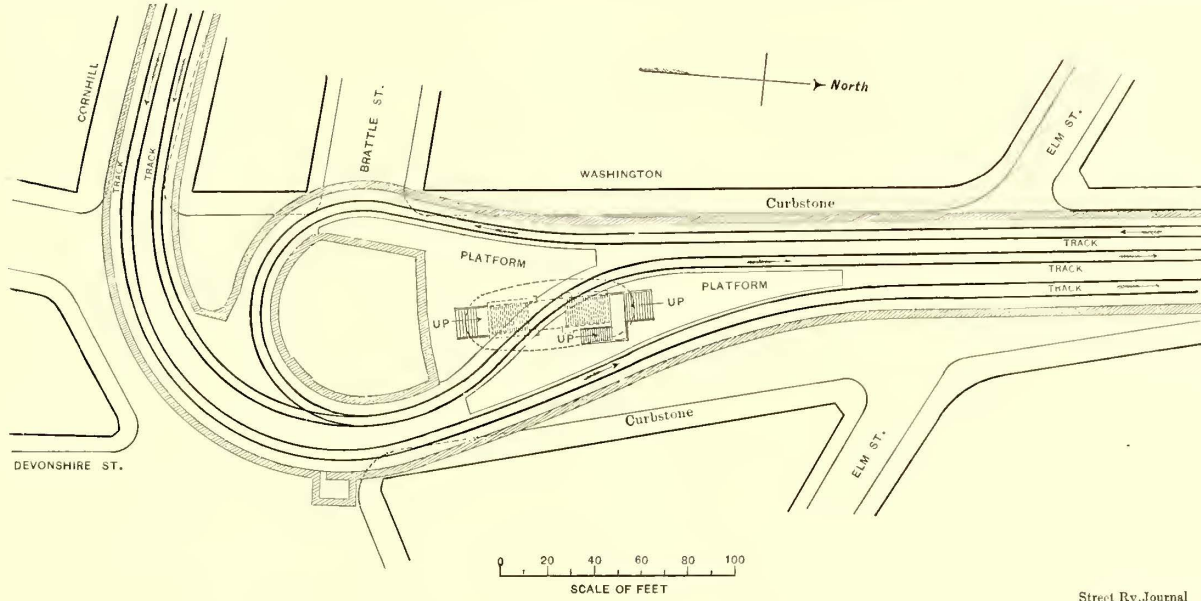 CORNHILL
BRATTLE ST.
North
ELM ST.
TRACK
TRACK
WASHINGTON
Curbstone
PLATFORM
TRACK
TRACK
PLATFORM
TRACK
UP
UP
UP
Curbstone
DEVONSHIRE ST.
ELM ST.
0 20 40 60 80 100
SCALE OF FEET
Street Ry. Journal